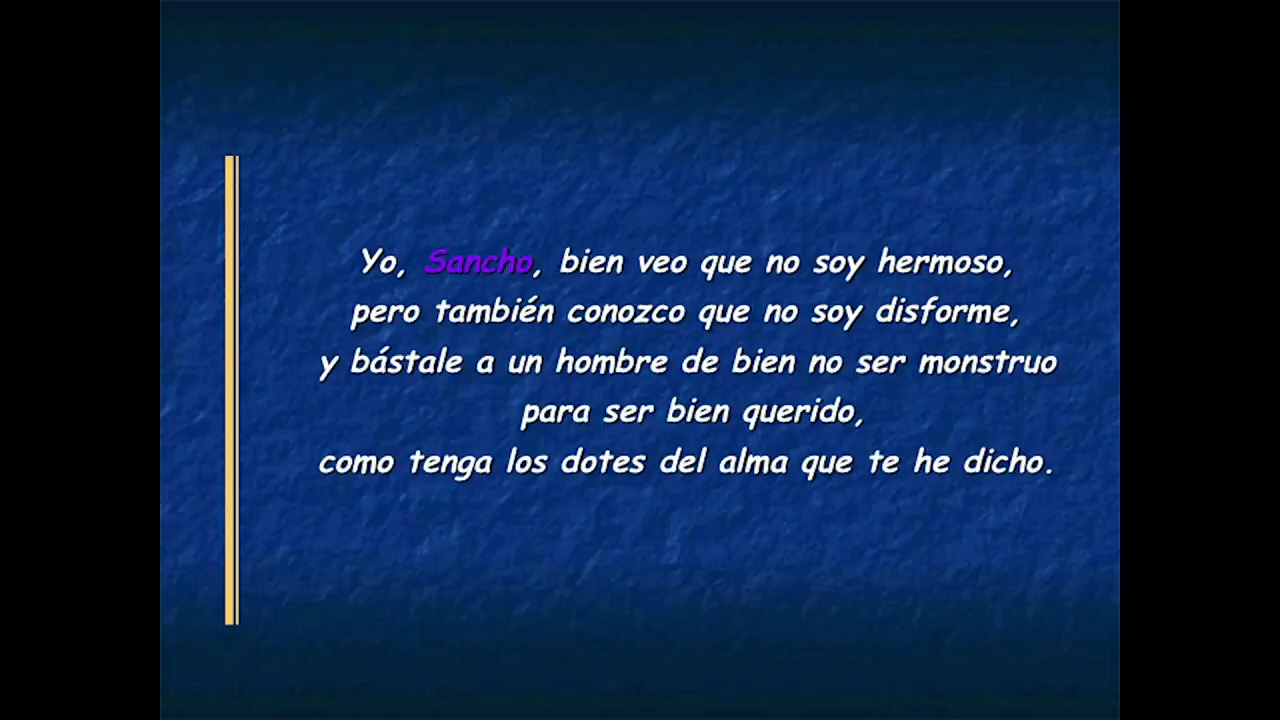 Yo, Sancho, bien veo que no soy hermoso,
pero también conozco que no soy disforme,
y bástale a un hombre de bien no ser monstruo
para ser bien querido,
como tenga los dotes del alma que te he dicho.